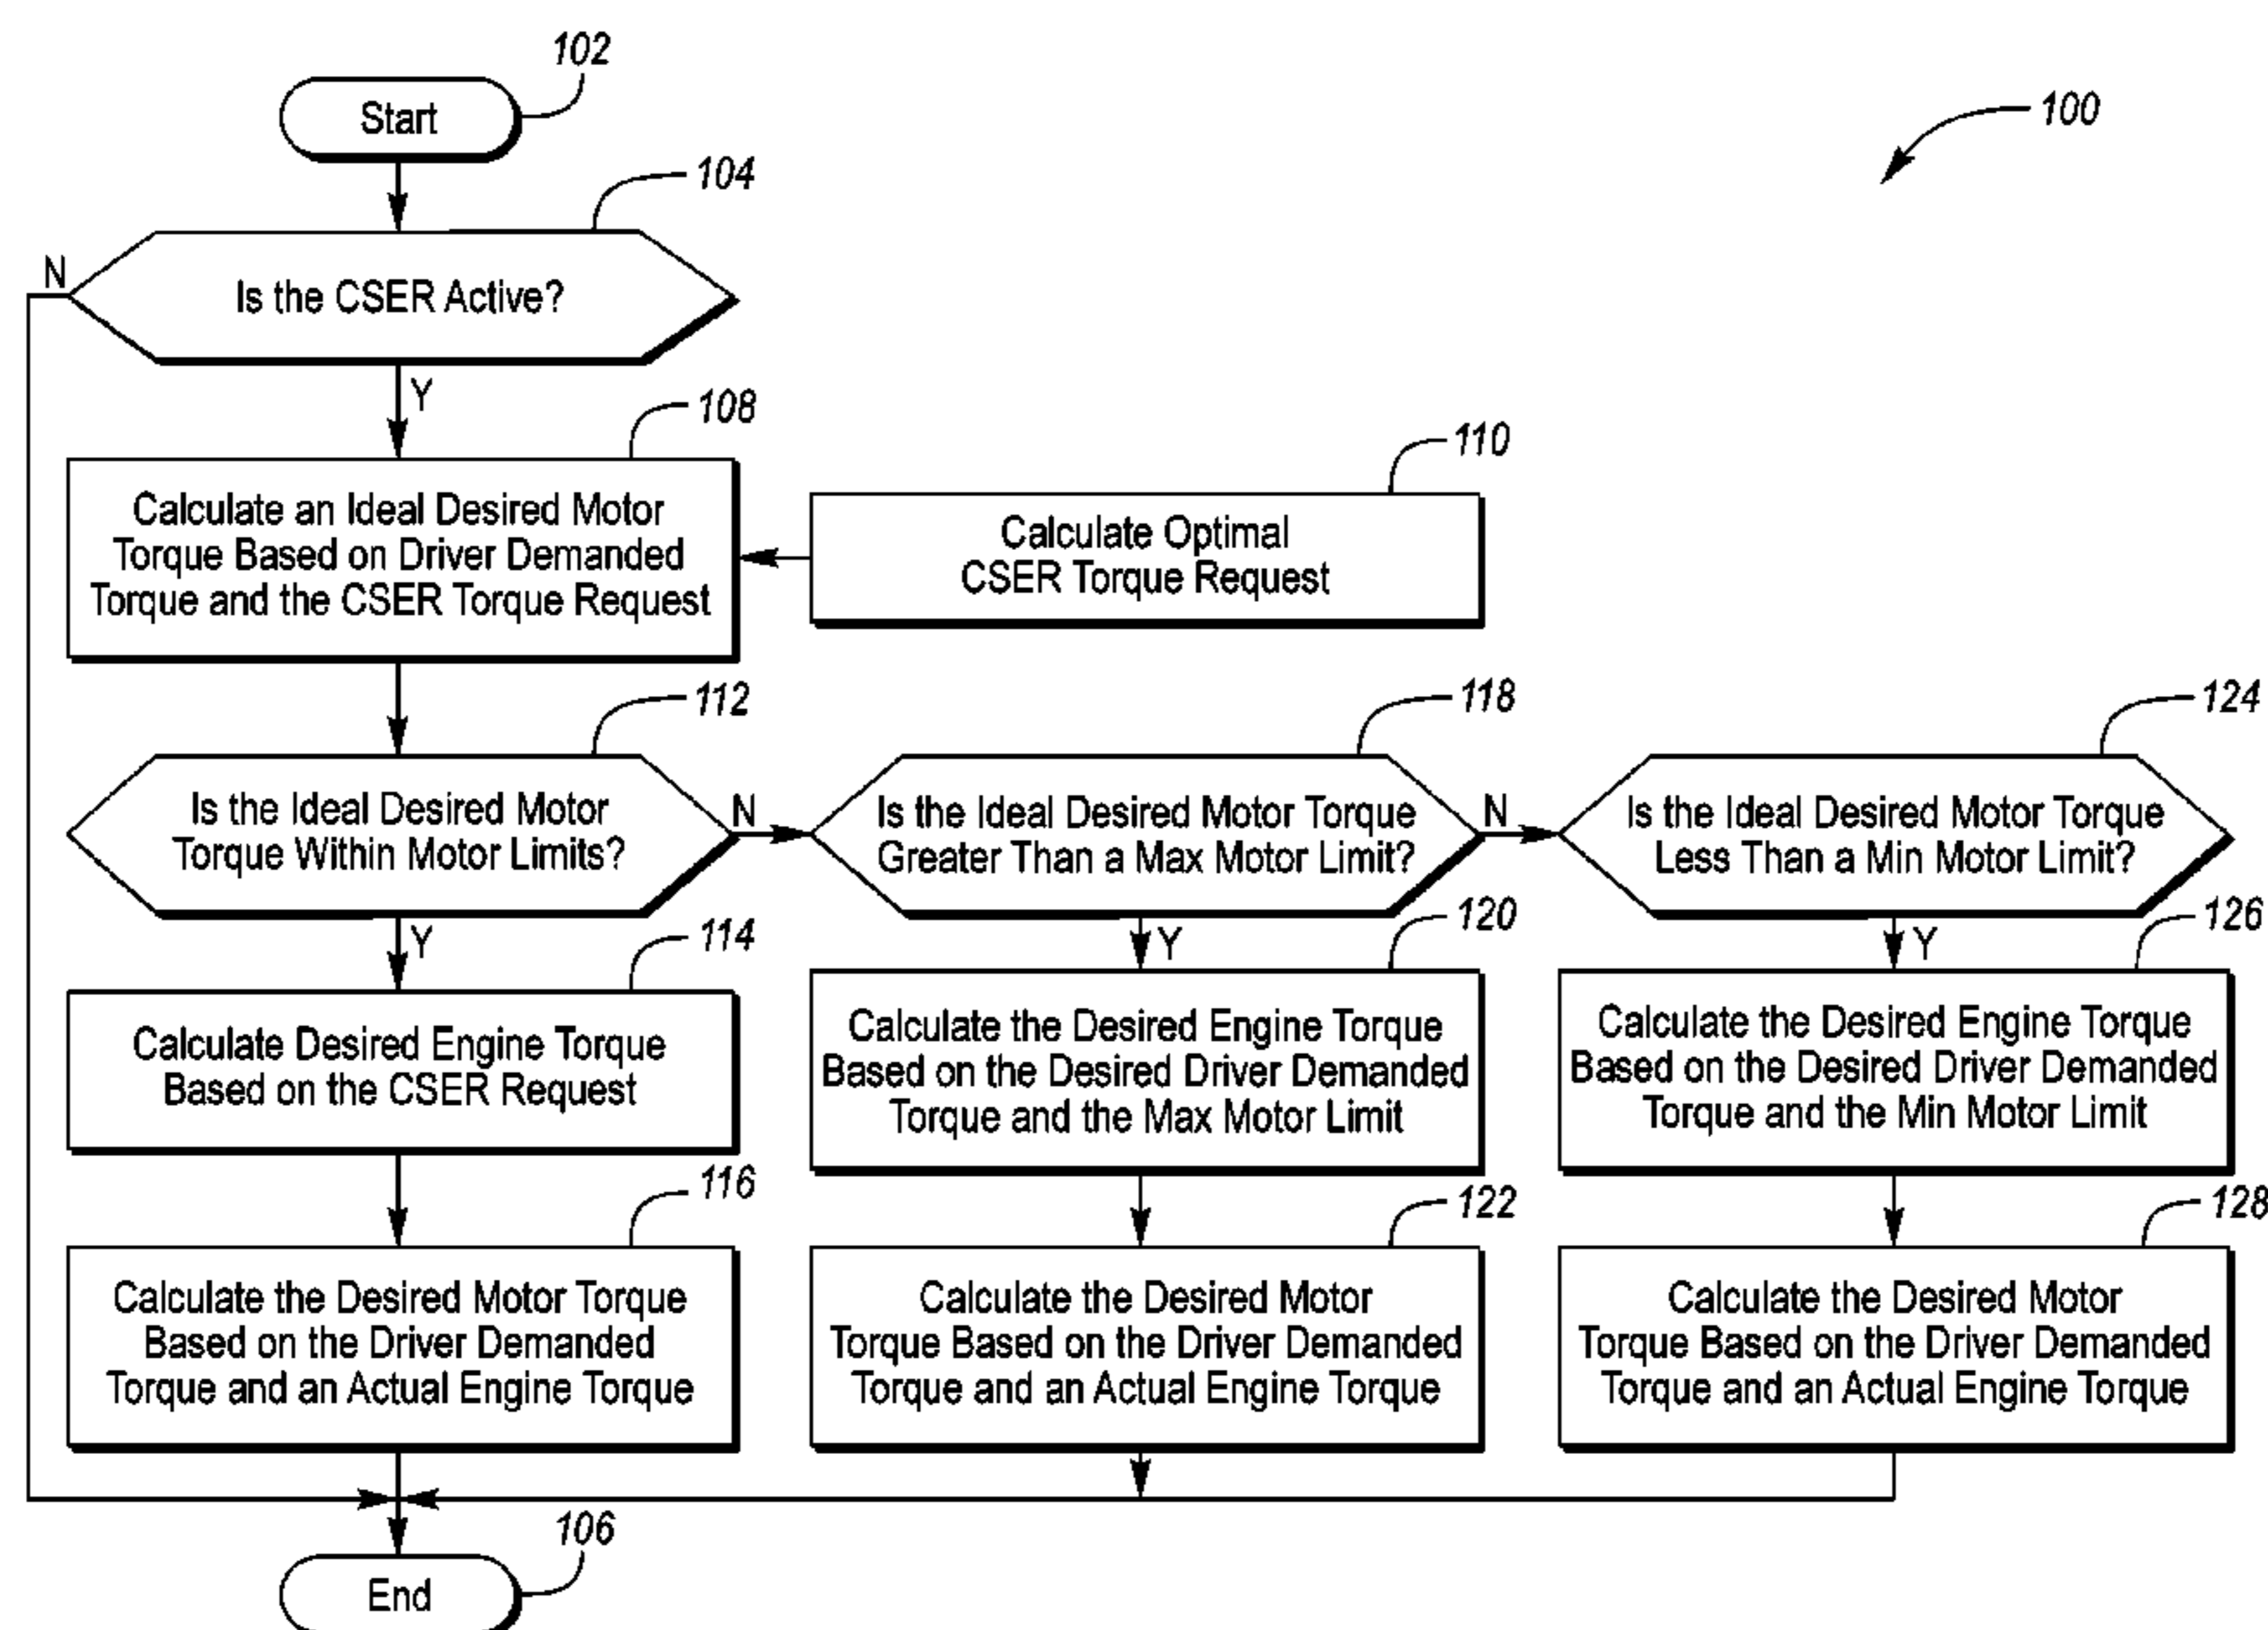 102
Start
100
104
N
Is the CSER Active?
Y
108
Calculate an Ideal Desired Motor
Torque Based on Driver Demanded
Torque and the CSER Torque Request
110
Calculate Optimal
CSER Torque Request
112
Is the Ideal Desired Motor
Torque Within Motor Limits?
N
118
Is the Ideal Desired Motor Torque
Greater Than a Max Motor Limit?
N
124
Is the Ideal Desired Motor Torque
Less Than a Min Motor Limit?
Y
114
Calculate Desired Engine Torque
Based on the CSER Request
Y
120
Calculate the Desired Engine Torque
Based on the Desired Driver Demanded
Torque and the Max Motor Limit
Y
126
Calculate the Desired Engine Torque
Based on the Desired Driver Demanded
Torque and the Min Motor Limit
116
Calculate the Desired Motor Torque
Based on the Driver Demanded
Torque and an Actual Engine Torque
122
Calculate the Desired Motor
Torque Based on the Driver Demanded
Torque and an Actual Engine Torque
128
Calculate the Desired Motor
Torque Based on the Driver Demanded
Torque and an Actual Engine Torque
106
End